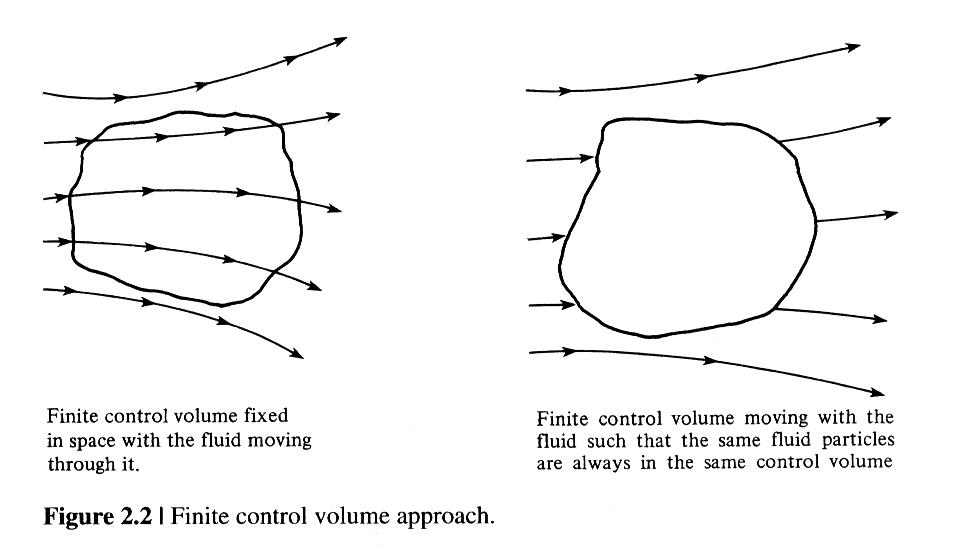 Finite control volume fixed
in space with the fluid moving
through it.
Finite control volume moving with the
fluid such that the same fluid particles
are always in the same control volume
Figure 2.2 | Finite control volume approach.